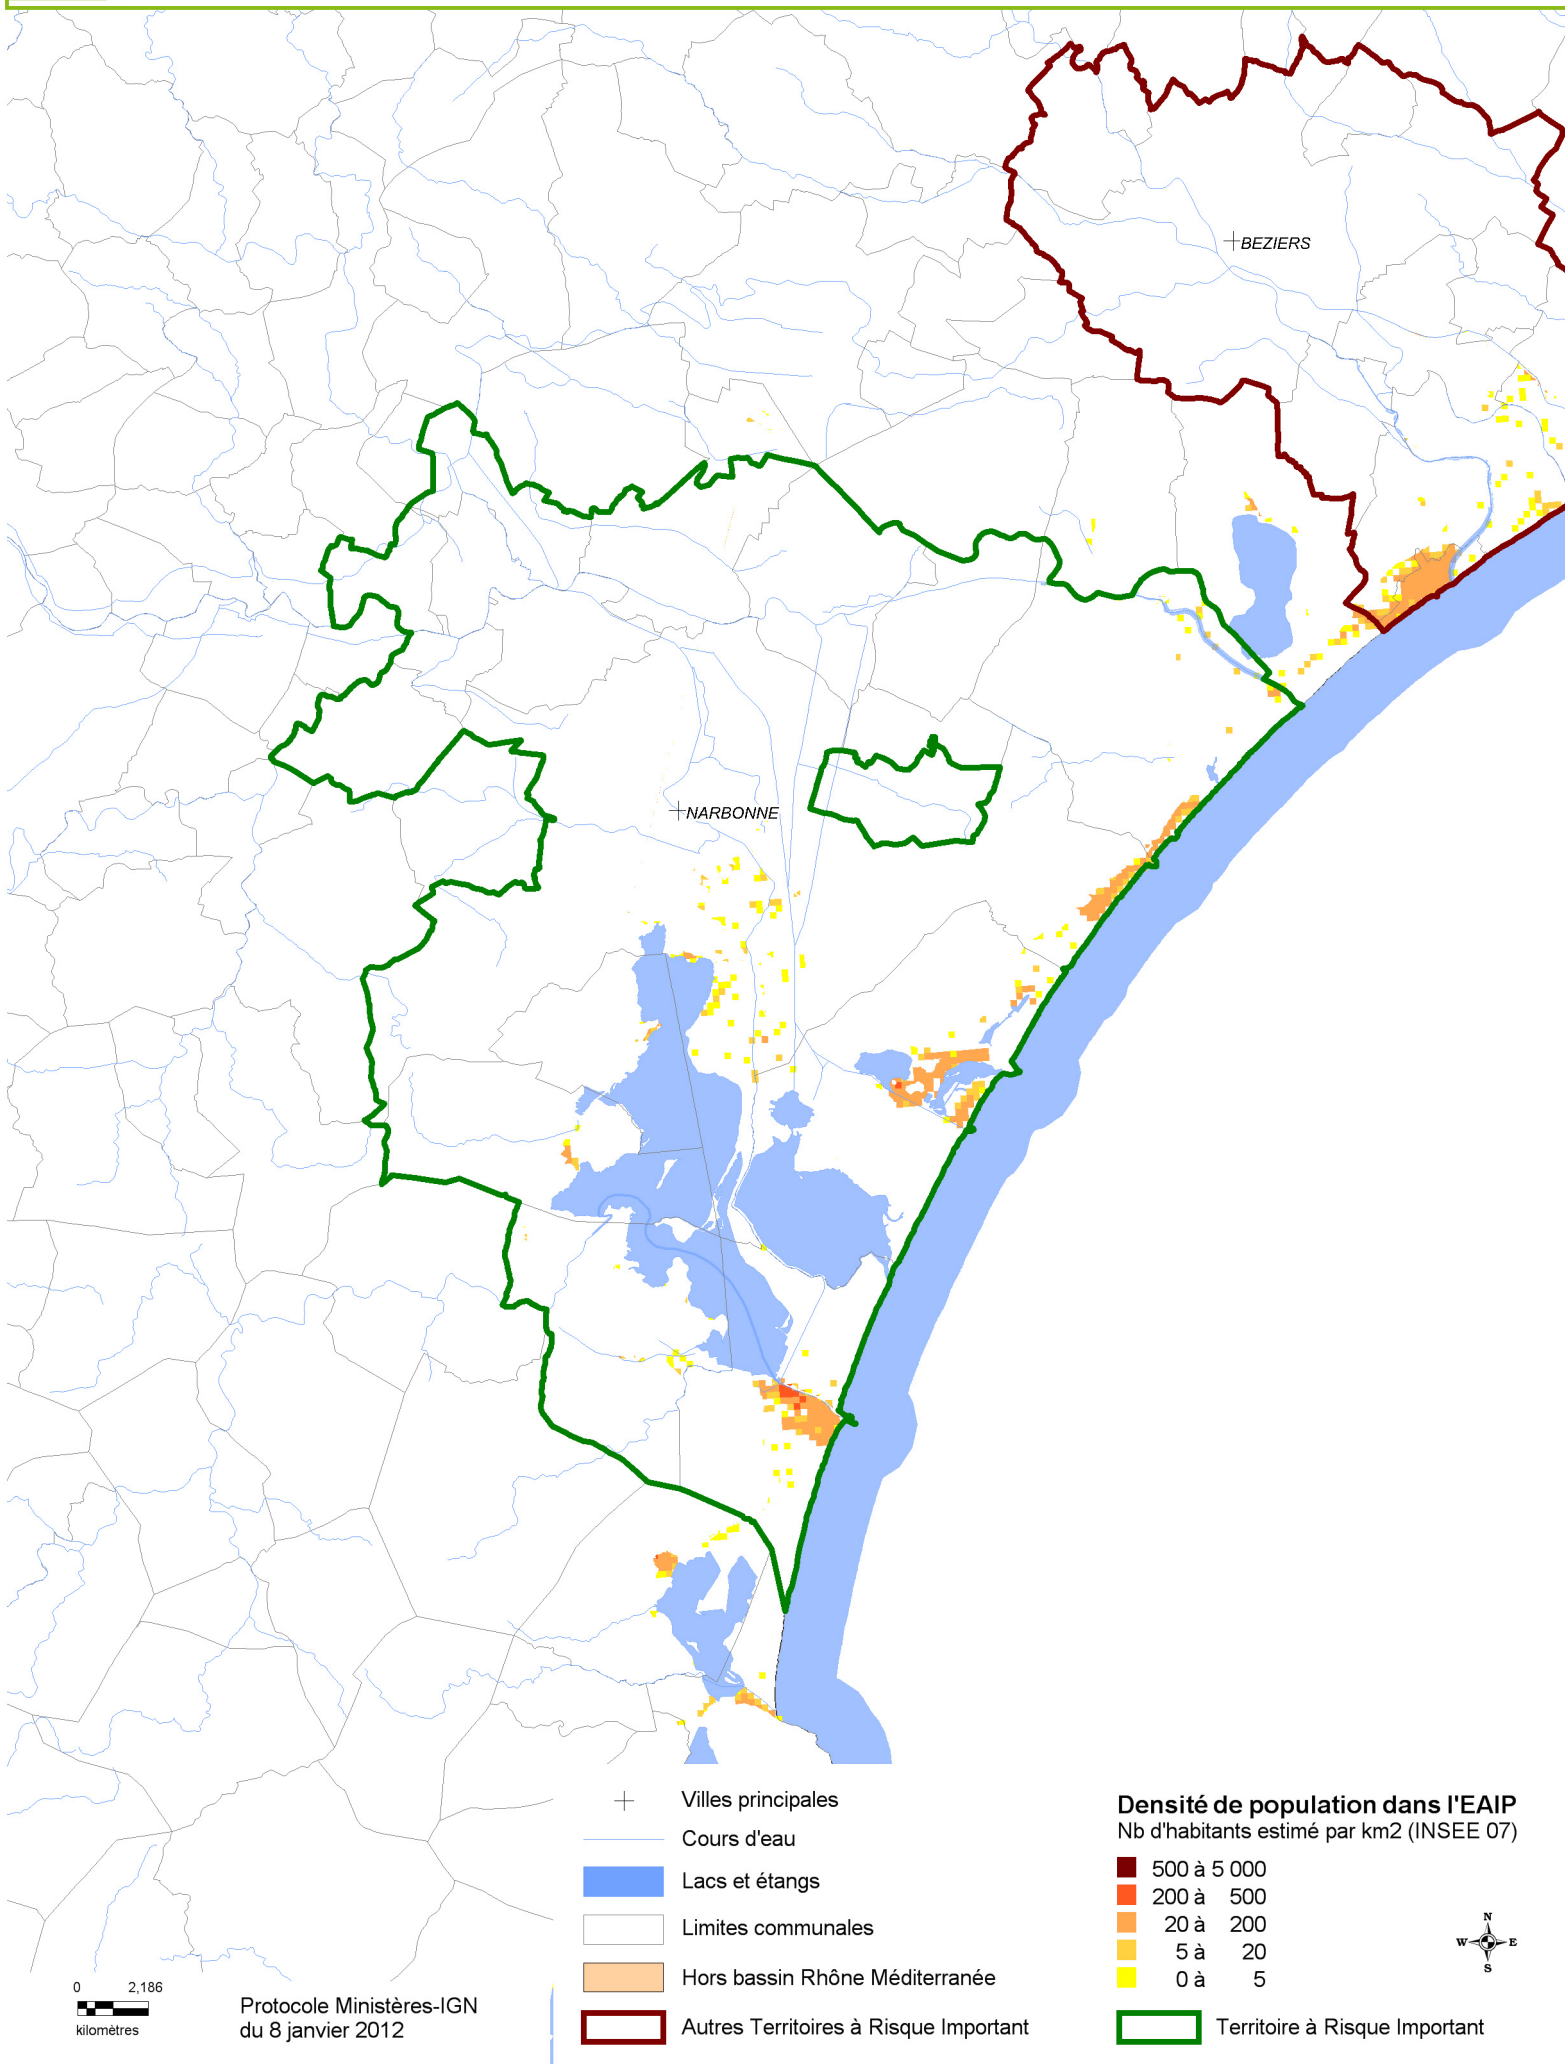 BEZIERS
NARBONNE
Villes principales
Cours d'eau
Lacs et étangs
Limites communales
Hors bassin Rhône Méditerranée
Autres Territoires à Risque Important
Densité de population dans l'EAIP
Nb d'habitants estimé par km2 (INSEE 07)
500 à 5 000
200 à 500
20 à 200
5 à 20
0 à 5
Territoire à Risque Important
N
W E
S
0 2,186
kilomètres
Protocole Ministères-IGN
du 8 janvier 2012